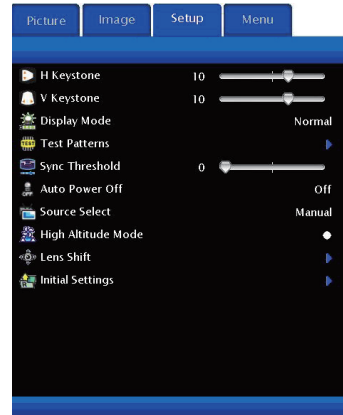 Picture Image Setup Menu
H Keystone 10
V Keystone 10
Display Mode Normal
Test Patterns
Sync Threshold 0
Auto Power Off Off
Source Select Manual
High Altitude Mode
Lens Shift
Initial Settings